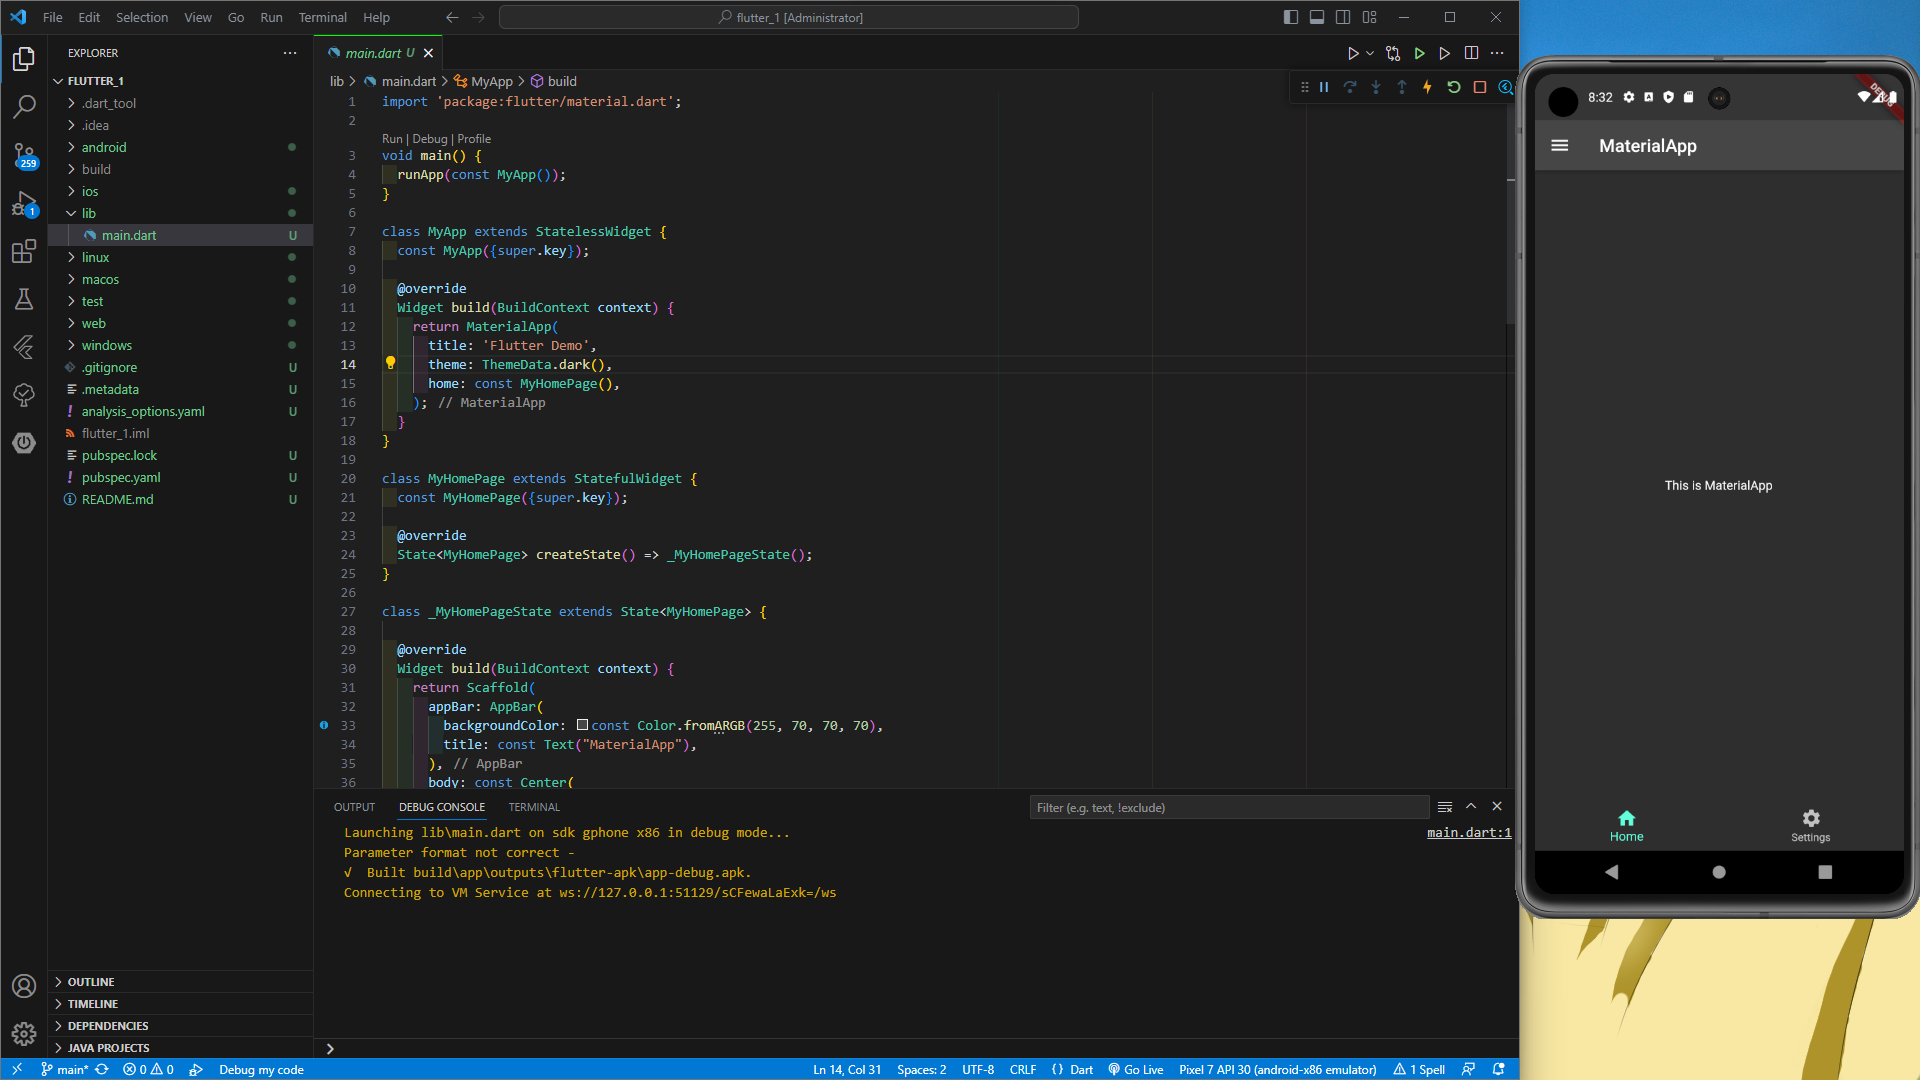 File Edit Selection View Go Run Terminal Help
flutter_1 [Administrator]
EXPLORER
FLUTTER_1
.dart_tool
.idea
android
build
ios
lib
main.dart U
linux
macos
test
web
windows
.gitignore U
.metadata U
analysis_options.yaml U
flutter_1.iml
pubspec.lock U
pubspec.yaml U
README.md U
OUTLINE
TIMELINE
DEPENDENCIES
JAVA PROJECTS
259
1
main.dart U
lib > main.dart > MyApp > build
1 import 'package:flutter/material.dart';
2
Run | Debug | Profile
3 void main() {
4 runApp(const MyApp());
5 }
6
7 class MyApp extends StatelessWidget {
8 const MyApp({super.key});
9
10 @override
11 Widget build(BuildContext context) {
12 return MaterialApp(
13 title: 'Flutter Demo',
14 theme: ThemeData.dark(),
15 home: const MyHomePage(),
16 ); // MaterialApp
17 }
18 }
19
20 class MyHomePage extends StatefulWidget {
21 const MyHomePage({super.key});
22
23 @override
24 State<MyHomePage> createState() => _MyHomePageState();
25 }
26
27 class _MyHomePageState extends State<MyHomePage> {
28
29 @override
30 Widget build(BuildContext context) {
31 return Scaffold(
32 appBar: AppBar(
33 backgroundColor: const Color.fromARGB(255, 70, 70, 70),
34 title: const Text("MaterialApp"),
35 ), // AppBar
36 body: const Center(
OUTPUT DEBUG CONSOLE TERMINAL
Filter (e.g. text, !exclude)
Launching lib\main.dart on sdk gphone x86 in debug mode...
main.dart:1
Parameter format not correct -
√ Built build\app\outputs\flutter-apk\app-debug.apk.
Connecting to VM Service at ws://127.0.0.1:51129/sCFewaLaExk=/ws
main* 0 0 Debug my code
Ln 14, Col 31 Spaces: 2 UTF-8 CRLF {} Dart Go Live Pixel 7 API 30 (android-x86 emulator) 1 Spell
8:32
DEBUG
MaterialApp
This is MaterialApp
Home
Settings